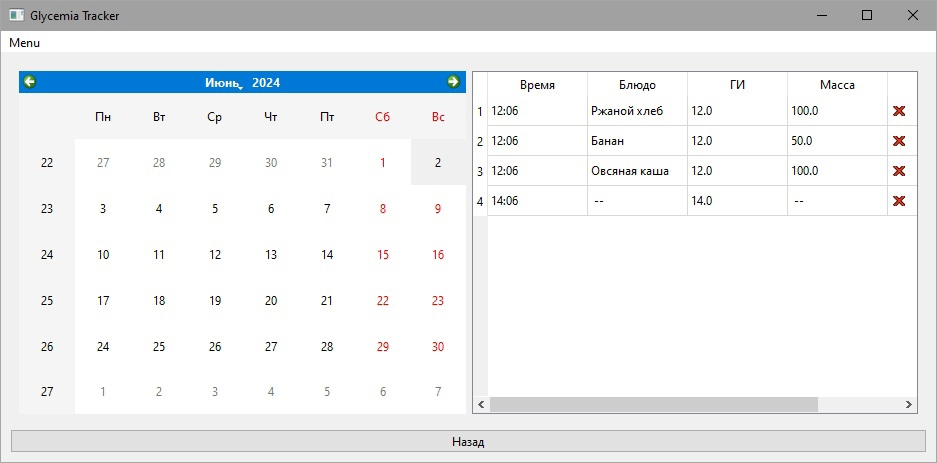 Glycemia Tracker
Menu
Июнь, 2024
Пн Вт Ср Чт Пт Сб Вс
22 27 28 29 30 31 1 2
23 3 4 5 6 7 8 9
24 10 11 12 13 14 15 16
25 17 18 19 20 21 22 23
26 24 25 26 27 28 29 30
27 1 2 3 4 5 6 7
Время Блюдо ГИ Масса
1 12:06 Ржаной хлеб 12.0 100.0
2 12:06 Банан 12.0 50.0
3 12:06 Овсяная каша 12.0 100.0
4 14:06 -- 14.0 --
Назад